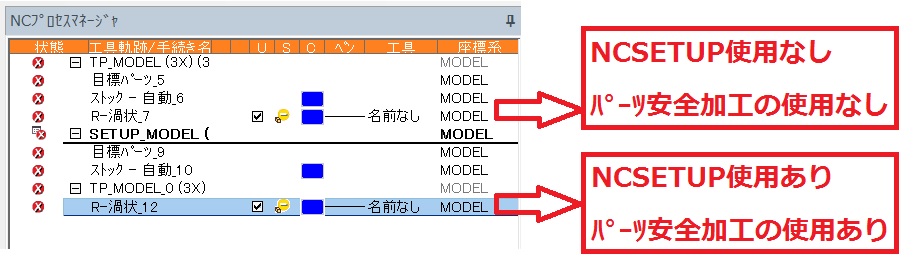 NCﾌﾟﾛｾｽﾏﾈｰｼﾞｬ
状態 工具軌跡/手続き名 U S C ﾍﾟﾝ 工具 座標系
TP_MODEL (3X) (3 MODEL
目標ﾊﾟｰﾂ_5 MODEL
ｽﾄｯｸ － 自動_6 MODEL
R-渦状_7 名前なし MODEL
SETUP_MODEL ( MODEL
目標ﾊﾟｰﾂ_9 MODEL
ｽﾄｯｸ － 自動_10 MODEL
TP_MODEL_0 (3X) MODEL
R-渦状_12 名前なし MODEL
NCSETUP使用なし
ﾊﾟｰﾂ安全加工の使用なし
NCSETUP使用あり
ﾊﾟｰﾂ安全加工の使用あり